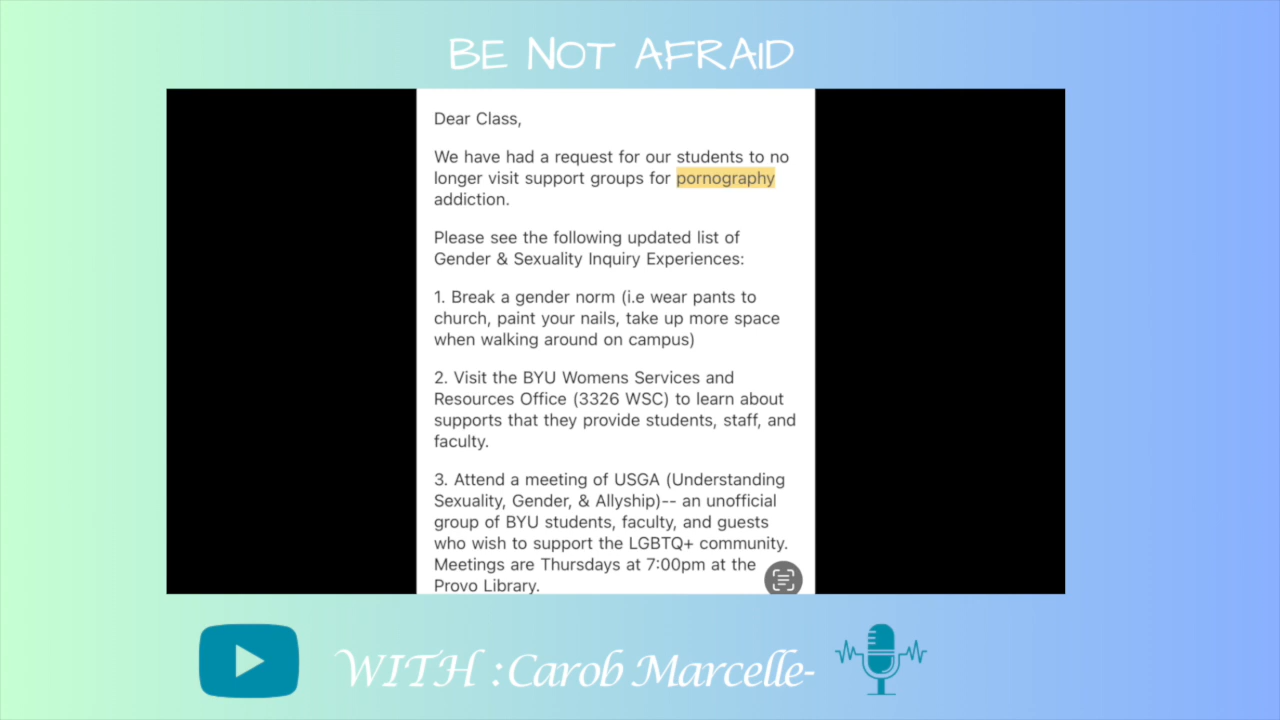 BE NOT AFRAID
Dear Class,
We have had a request for our students to no
longer visit support groups for pornography
addiction.
Please see the following updated list of
Gender & Sexuality Inquiry Experiences:
1. Break a gender norm (i.e wear pants to
church, paint your nails, take up more space
when walking around on campus)
2. Visit the BYU Womens Services and
Resources Office (3326 WSC) to learn about
supports that they provide students, staff, and
faculty.
3. Attend a meeting of USGA (Understanding
Sexuality, Gender, & Allyship)-- an unofficial
group of BYU students, faculty, and guests
who wish to support the LGBTQ+ community.
Meetings are Thursdays at 7:00pm at the
Provo Library.
WITH :Carob Marcelle-